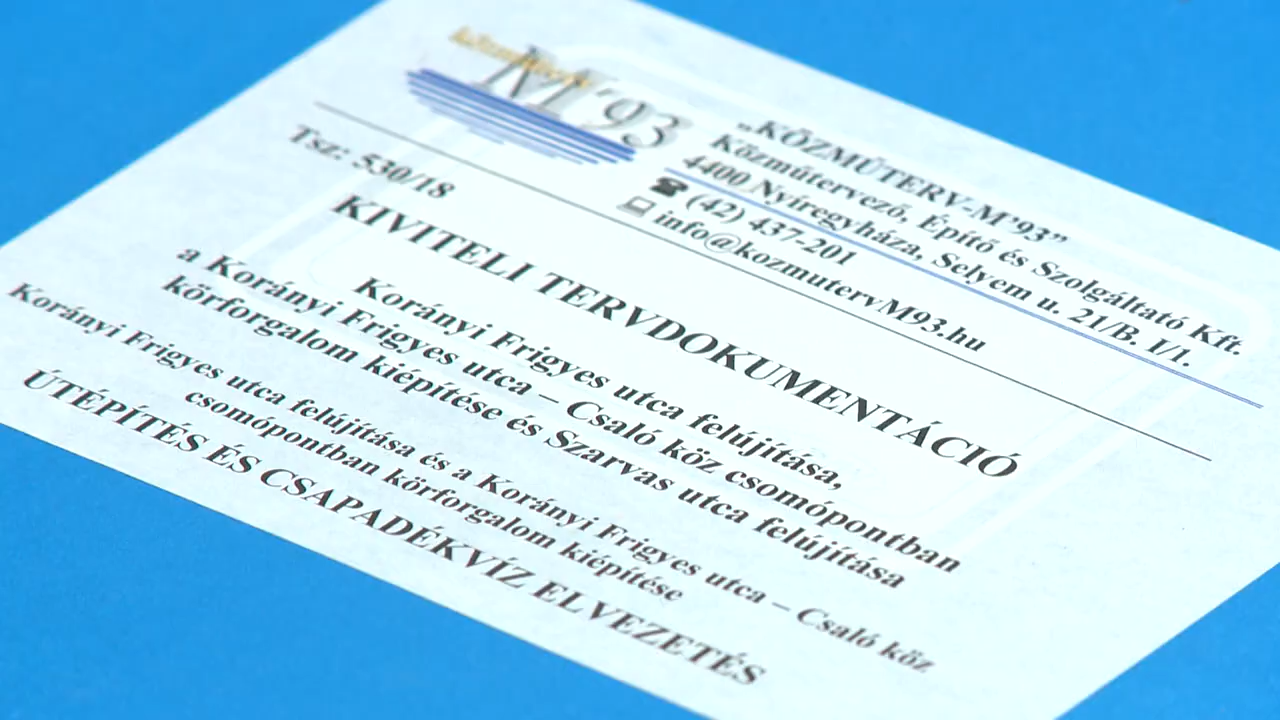 M'93
„KÖZMŰTERV-M'93”
Közműtervező, Építő és Szolgáltató Kft.
4400 Nyíregyháza, Selyem u. 21/B. I/1.
(42) 437-201
info@kozmutervM93.hu
Tsz: 530/18
KIVITELI TERVDOKUMENTÁCIÓ
Korányi Frigyes utca felújítása,
a Korányi Frigyes utca – Csaló köz csomópontban
körforgalom kiépítése és Szarvas utca felújítása
Korányi Frigyes utca felújítása és a Korányi Frigyes utca – Csaló köz
csomópontban körforgalom kiépítése
ÚTÉPÍTÉS ÉS CSAPADÉKVÍZ ELVEZETÉS